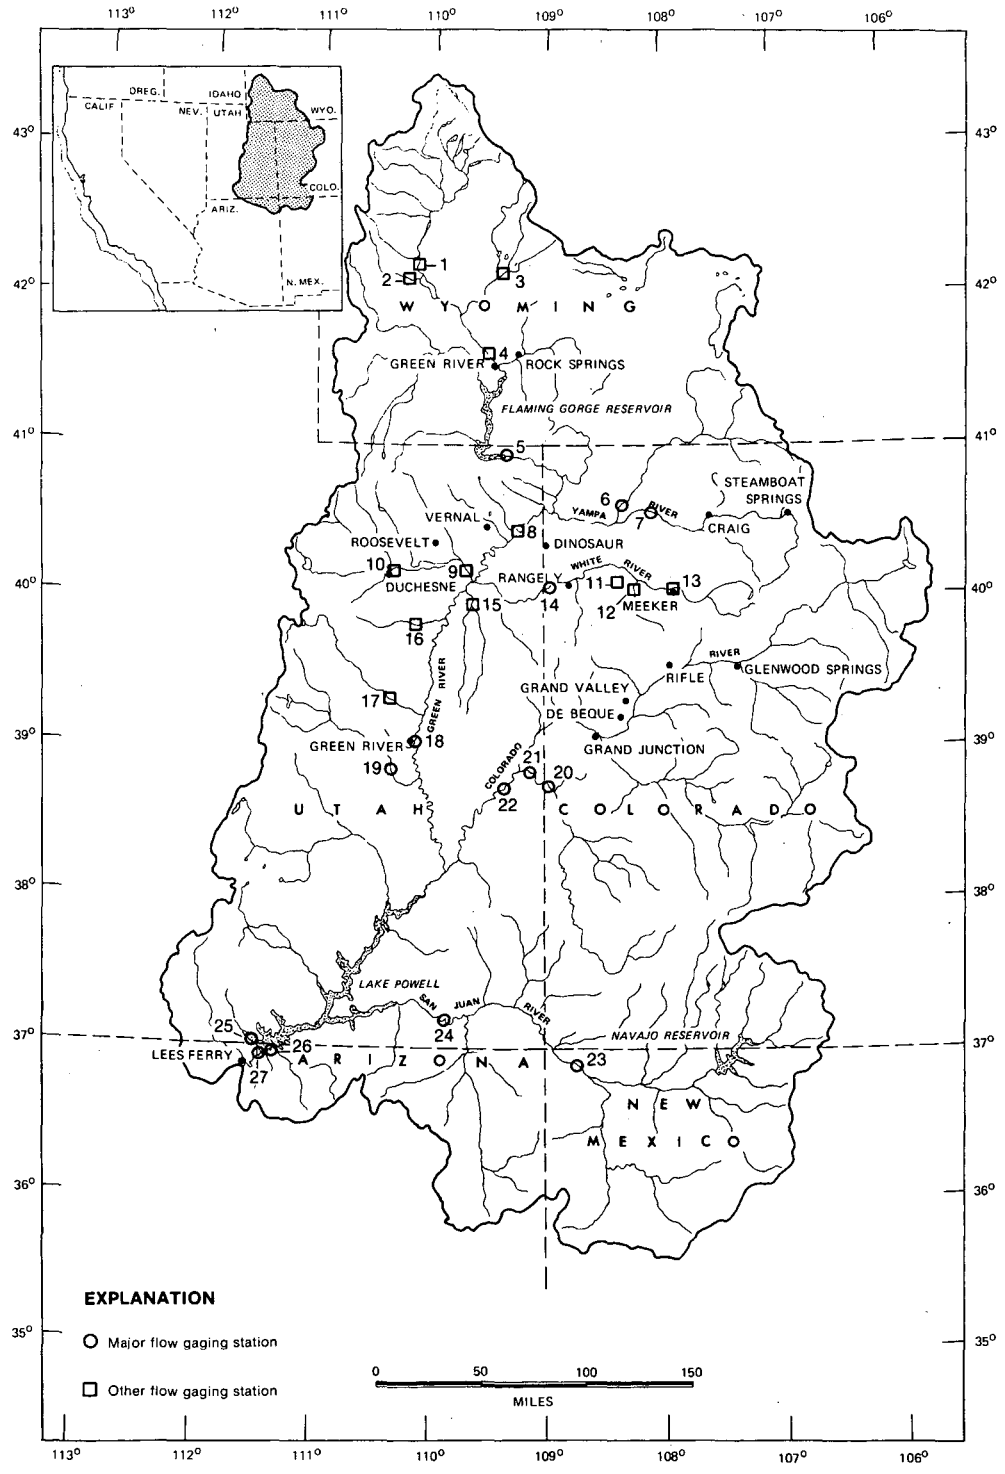 113° 112° 111° 110° 109° 108° 107° 106°
OREG. IDAHO
CALIF NEV. UTAH WYO.
COLO.
ARIZ.
N. MEX.
43° 43°
1
2 3
42° 42°
WYOMING
4
GREEN RIVER ROCK SPRINGS
FLAMING GORGE RESERVOIR
41° 41°
5
STEAMBOAT
SPRINGS
6
YAMPA RIVER
7
VERNAL CRAIG
8
ROOSEVELT DINOSAUR
10 9 WHITE RIVER
40° 40°
DUCHESNE RANGELY 11 13
14 12 MEEKER
15
16
RIVER
RIFLE GLENWOOD SPRINGS
GREEN RIVER
17 GRAND VALLEY
DE BEQUE
39° 39°
GREEN RIVER 18 GRAND JUNCTION
COLORADO
19 21 20
22
UTAH COLORADO
38° 38°
LAKE POWELL
SAN JUAN RIVER
37° 37°
25 24 NAVAJO RESERVOIR
LEES FERRY 26 ARIZONA 23
27
NEW
MEXICO
36° 36°
EXPLANATION
Major flow gaging station
35° 35°
Other flow gaging station
0 50 100 150
MILES
113° 112° 111° 110° 109° 108° 107° 106°